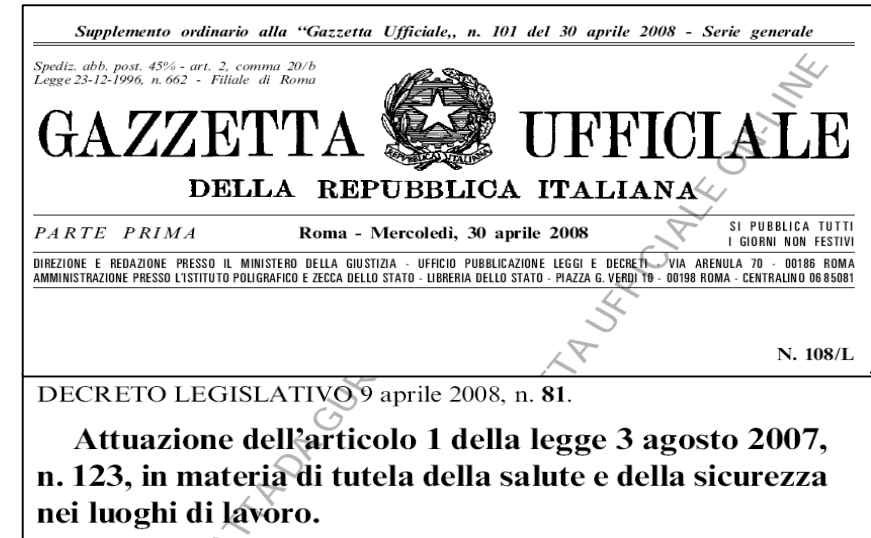 Supplemento ordinario alla “Gazzetta Ufficiale„ n. 101 del 30 aprile 2008 - Serie generale
Spediz. abb. post. 45% - art. 2, comma 20/b
Legge 23-12-1996, n. 662 - Filiale di Roma
GAZZETTA UFFICIALE
REPUBBLICA ITALIANA
DELLA REPUBBLICA ITALIANA
PARTE PRIMA
Roma - Mercoledì, 30 aprile 2008
SI PUBBLICA TUTTI
I GIORNI NON FESTIVI
DIREZIONE E REDAZIONE PRESSO IL MINISTERO DELLA GIUSTIZIA - UFFICIO PUBBLICAZIONE LEGGI E DECRETI - VIA ARENULA 70 - 00186 ROMA
AMMINISTRAZIONE PRESSO L'ISTITUTO POLIGRAFICO E ZECCA DELLO STATO - LIBRERIA DELLO STATO - PIAZZA G. VERDI 10 - 00198 ROMA - CENTRALINO 06 85081
N. 108/L
DECRETO LEGISLATIVO 9 aprile 2008, n. 81.
Attuazione dell’articolo 1 della legge 3 agosto 2007,
n. 123, in materia di tutela della salute e della sicurezza
nei luoghi di lavoro.
UFFICIALE ON-LINE